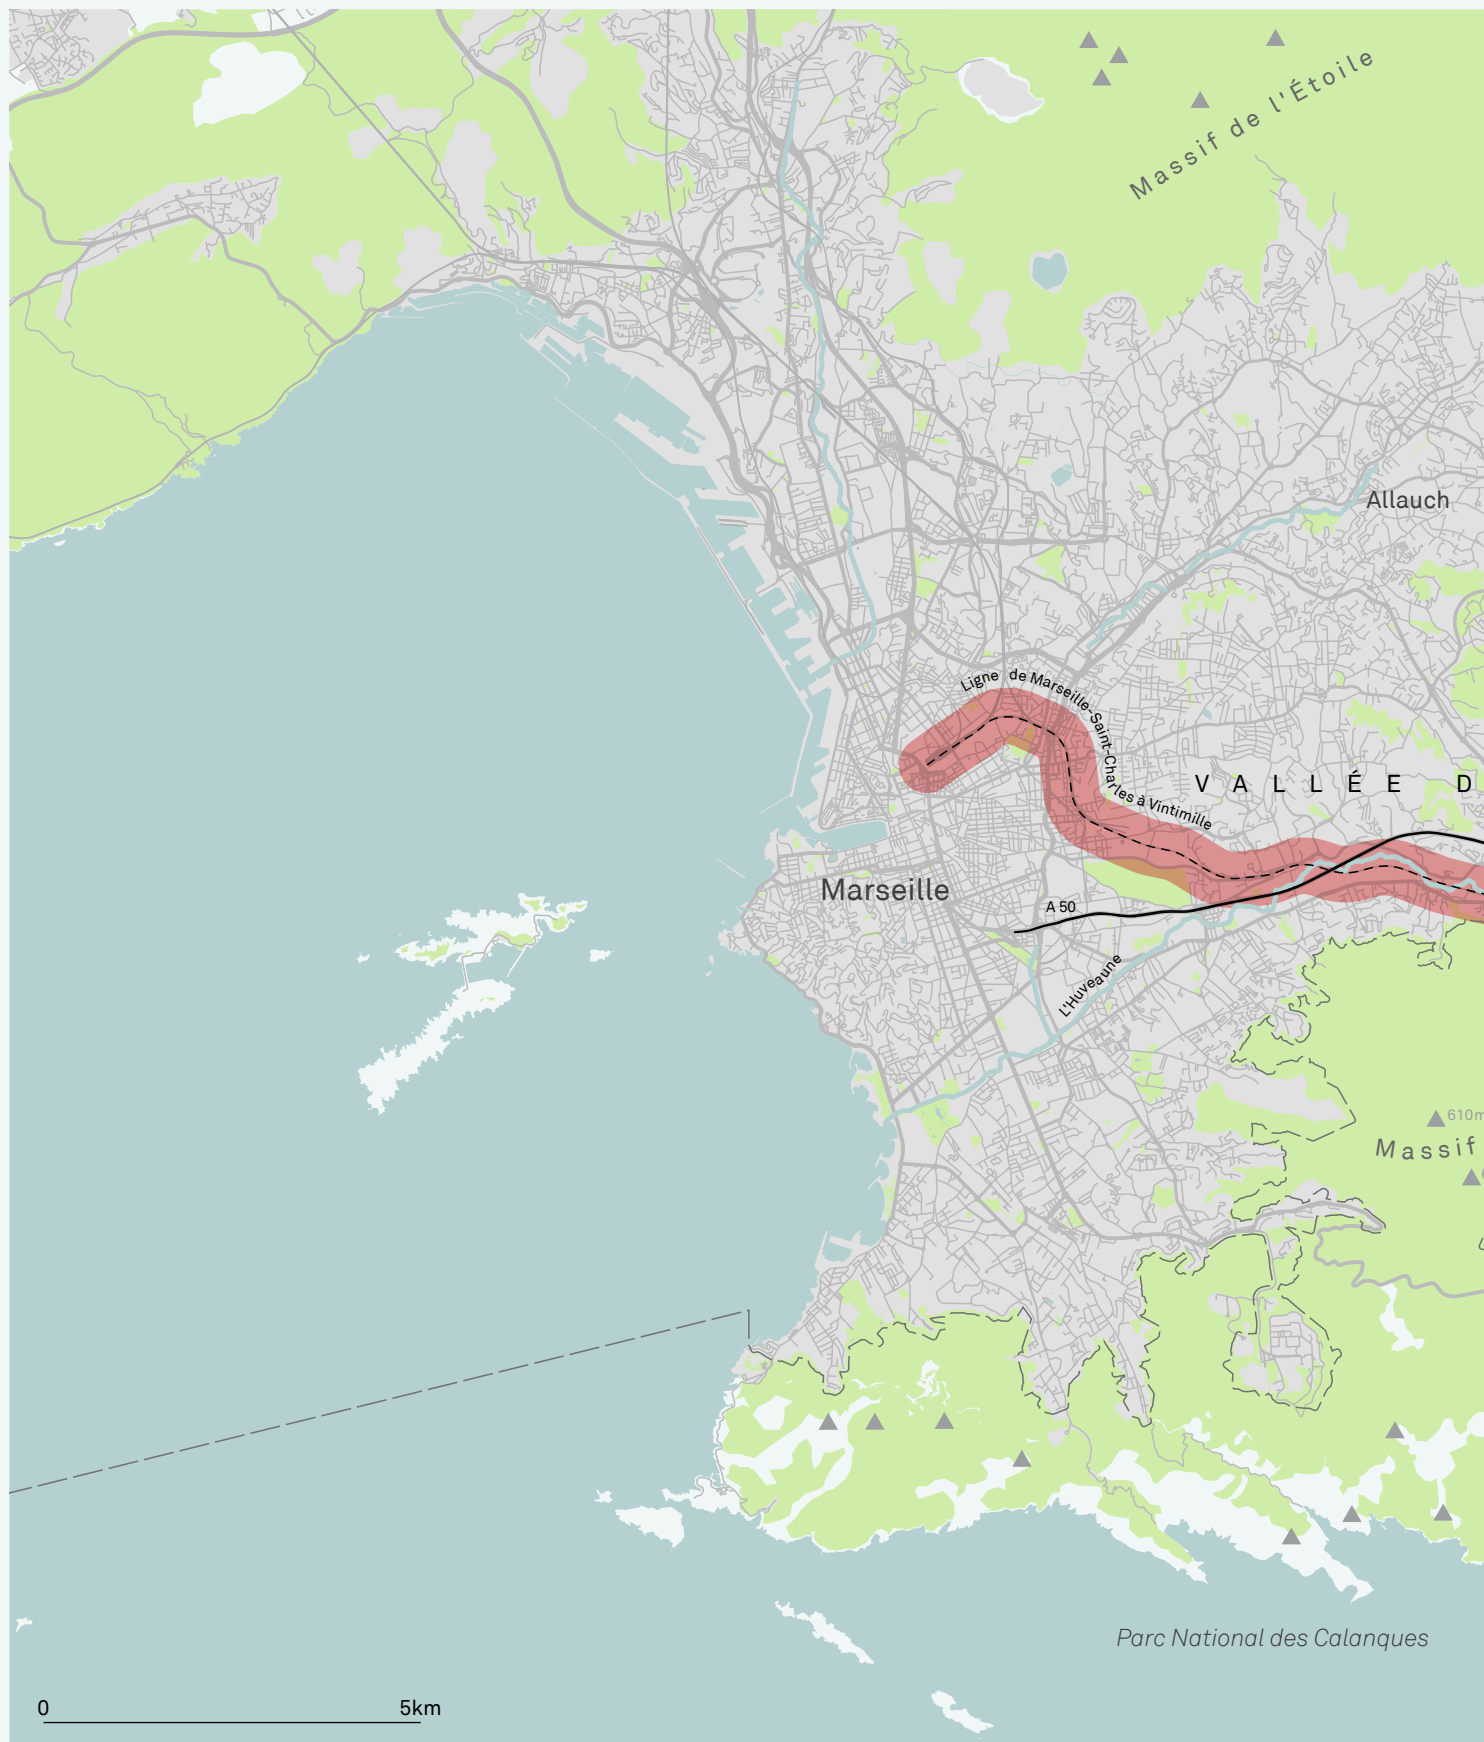 Massif de l'Étoile
Allauch
Ligne de Marseille-Saint-Charles à Vintimille
VALLÉE D
Marseille
A 50
L'Huveaune
610m
Massif
Parc National des Calanques
0 5km